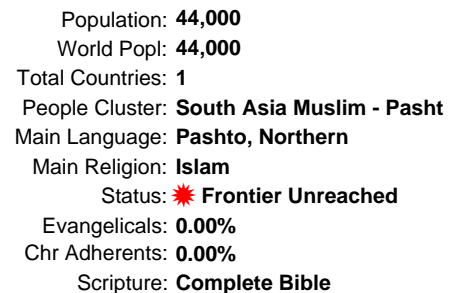 Population: 44,000
World Popl: 44,000
Total Countries: 1
People Cluster: South Asia Muslim - Pasht
Main Language: Pashto, Northern
Main Religion: Islam
Status: Frontier Unreached
Evangelicals: 0.00%
Chr Adherents: 0.00%
Scripture: Complete Bible